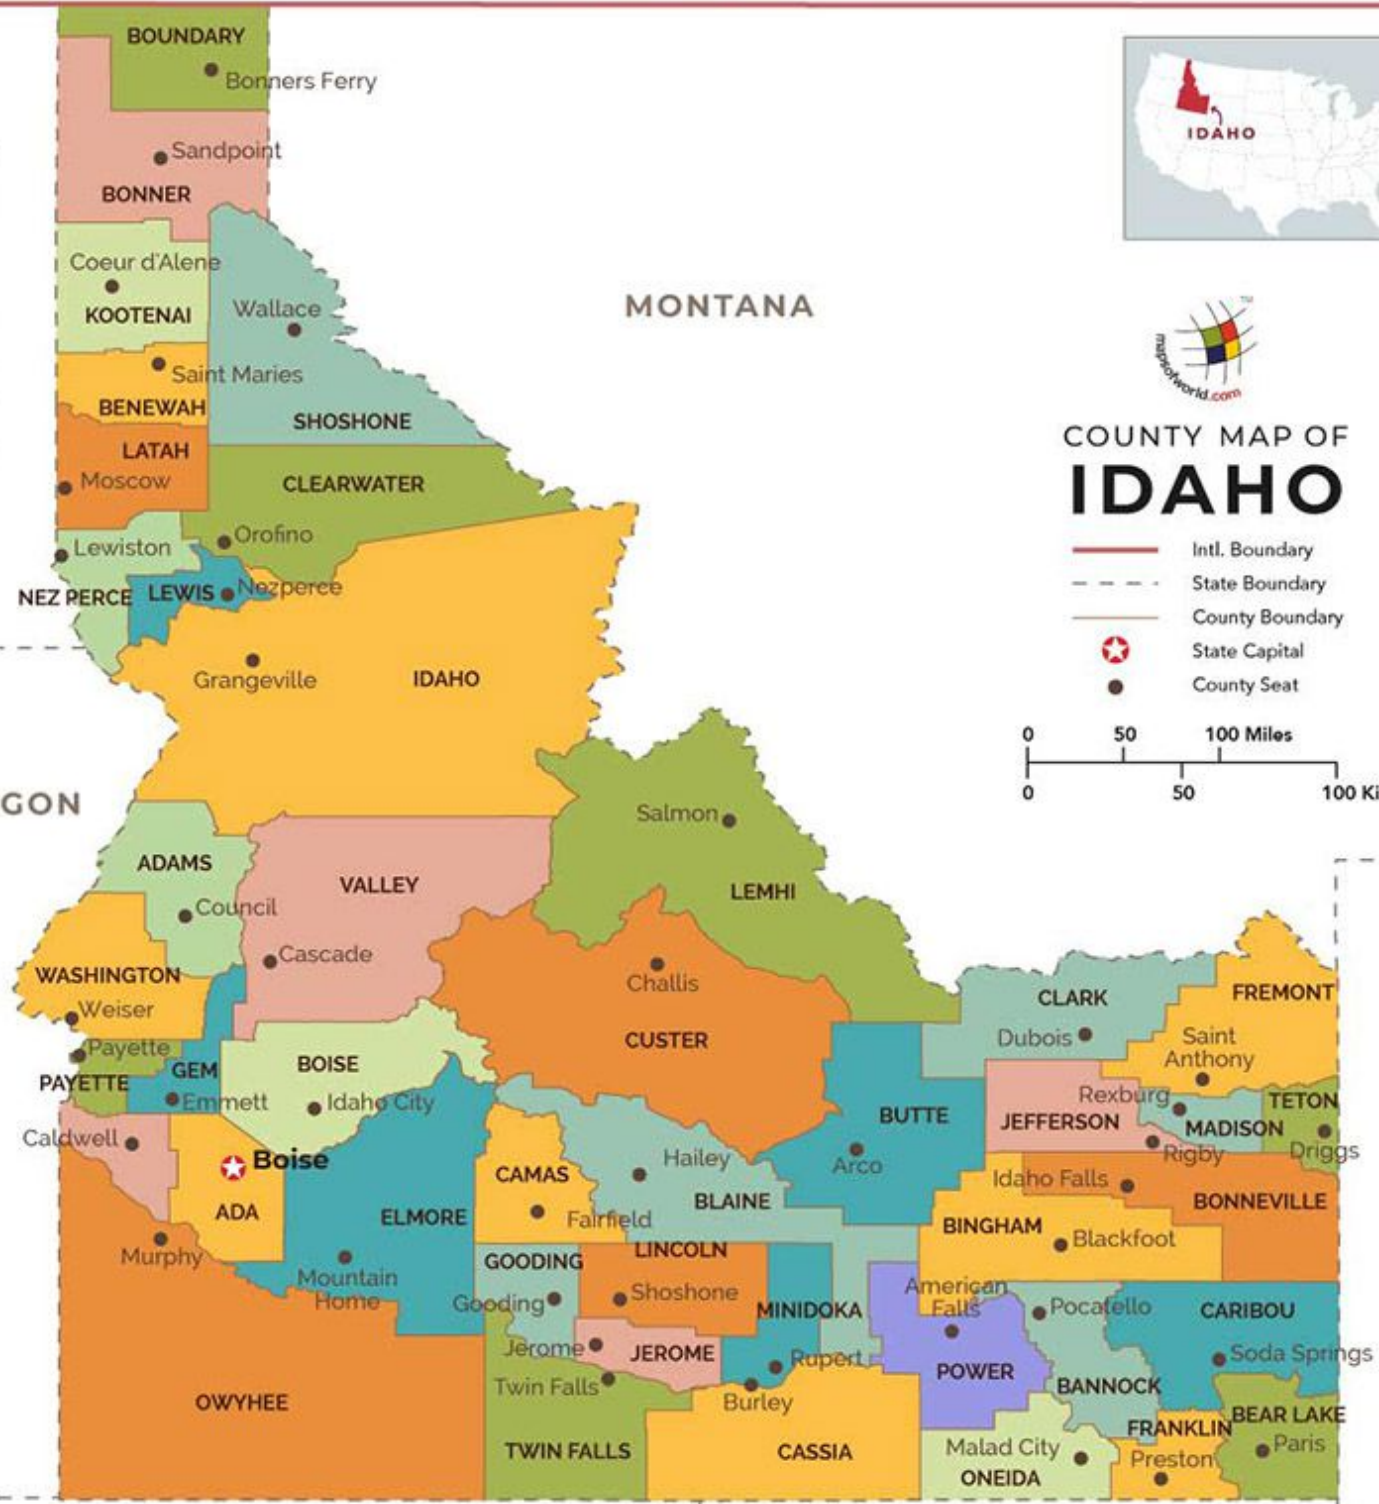 BOUNDARY
Bonners Ferry
Sandpoint
BONNER
IDAHO
Coeur d'Alene
KOOTENAI
Wallace
MONTANA
mapsofworld.com
Saint Maries
BENEWAH
SHOSHONE
COUNTY MAP OF
IDAHO
LATAH
Moscow
CLEARWATER
Orofino
Lewiston
NEZ PERCE
LEWIS
Nezperce
Intl. Boundary
State Boundary
County Boundary
State Capital
County Seat
Grangeville
IDAHO
0 50 100 Miles
0 50 100 Ki
GON
Salmon
ADAMS
VALLEY
LEMHI
Council
Cascade
WASHINGTON
Weiser
Challis
CUSTER
CLARK
Dubois
FREMONT
Saint
Anthony
Payette
PAYETTE
GEM
Emmett
BOISE
Idaho City
BUTTE
Arco
Rexburg
JEFFERSON
MADISON
Rigby
TETON
Driggs
Caldwell
Boise
ADA
ELMORE
CAMAS
Fairfield
Hailey
BLAINE
Idaho Falls
BONNEVILLE
BINGHAM
Blackfoot
Murphy
Mountain
Home
GOODING
Gooding
LINCOLN
Shoshone
MINIDOKA
American
Falls
Pocatello
CARIBOU
Soda Springs
Jerome
JEROME
Rupert
POWER
BANNOCK
OWYHEE
Twin Falls
Burley
TWIN FALLS
CASSIA
Malad City
ONEIDA
FRANKLIN
Preston
BEAR LAKE
Paris